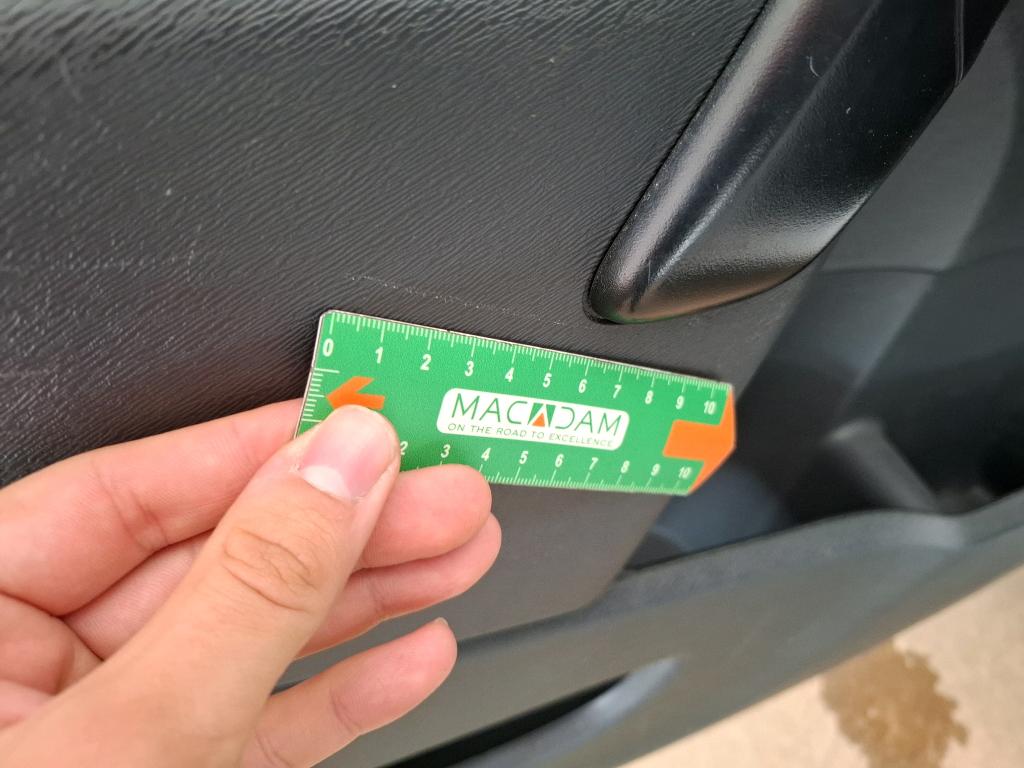 0 1 2 3 4 5 6 7 8 9 10
MACADAM
ON THE ROAD TO EXCELLENCE
2 3 4 5 6 7 8 9 10